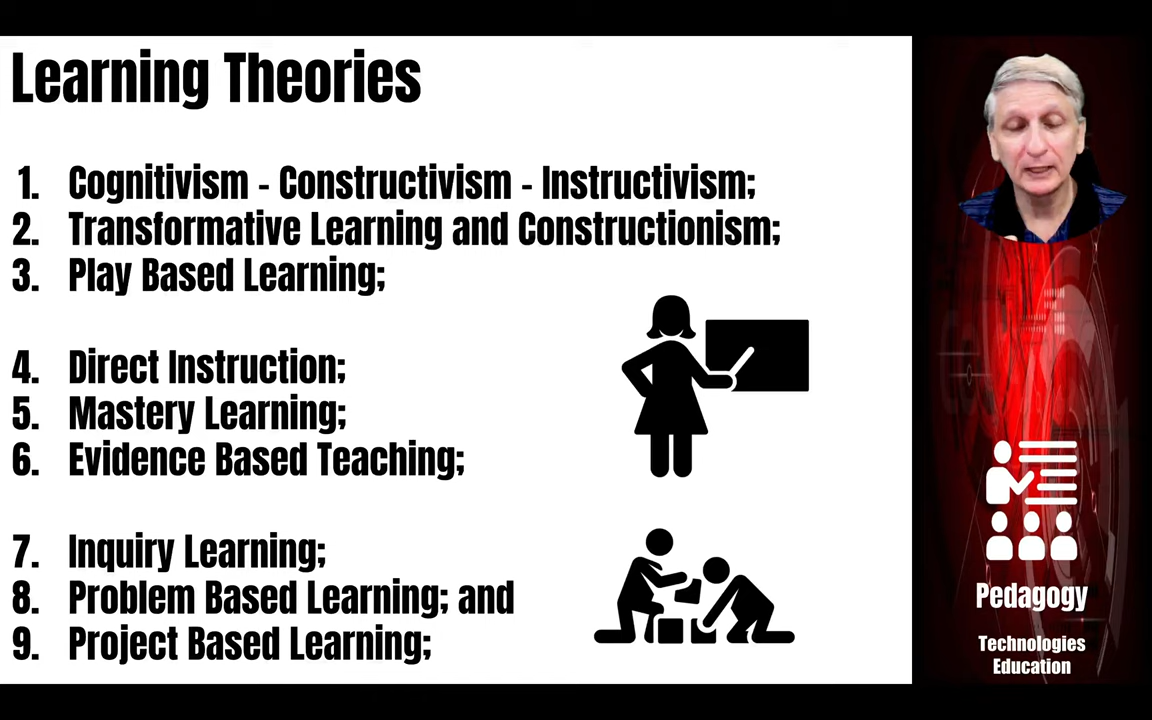 Learning Theories
1. Cognitivism - Constructivism - Instructivism;
2. Transformative Learning and Constructionism;
3. Play Based Learning;
4. Direct Instruction;
5. Mastery Learning;
6. Evidence Based Teaching;
7. Inquiry Learning;
8. Problem Based Learning; and
9. Project Based Learning;
Pedagogy
Technologies
Education